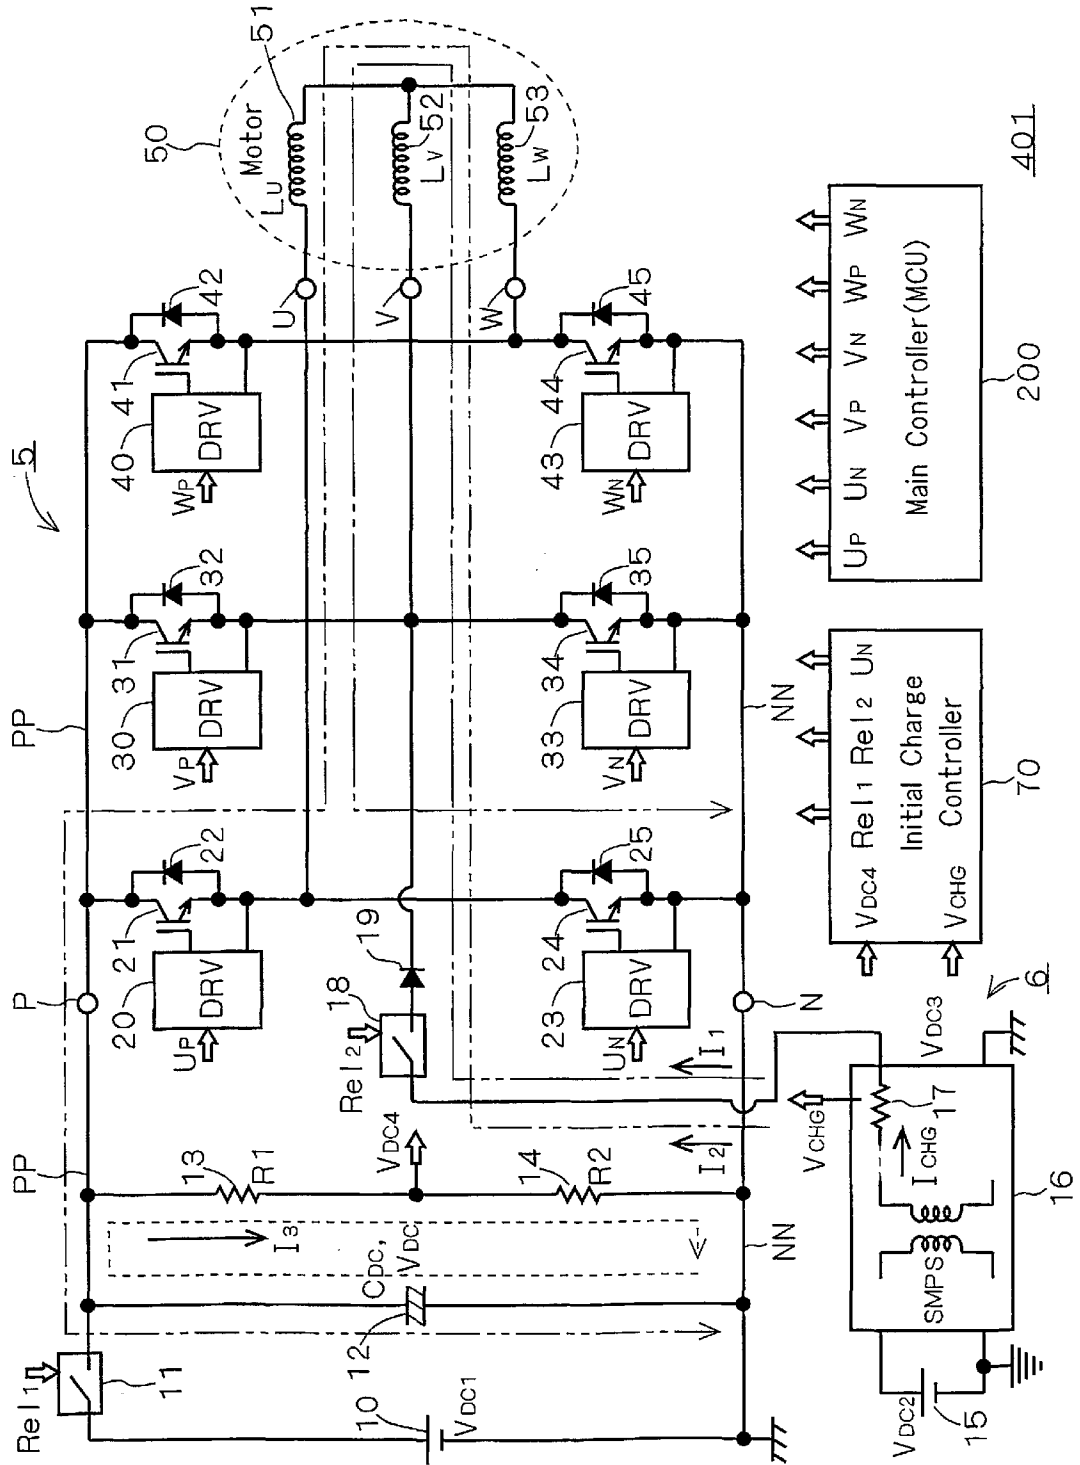 401
5
PP
PP
P
Rel1
11
10
VDC1
12
CDC,
VDC
I3
13
R1
VDC4
14
R2
NN
I2
I1
N
Rel2
18
19
UP
20
DRV
21
22
UN
23
DRV
24
25
VP
30
DRV
31
32
VN
33
DRV
34
35
NN
WP
40
DRV
41
42
WN
43
DRV
44
45
U
V
W
50
Motor
LU
51
LV
52
LW
53
VDC2
15
SMPS
16
ICHG
17
VCHG
VDC3
6
VDC4 Rel1 Rel2 UN
Initial Charge
VCHG Controller
70
UP UN VP VN WP WN
Main Controller(MCU)
200